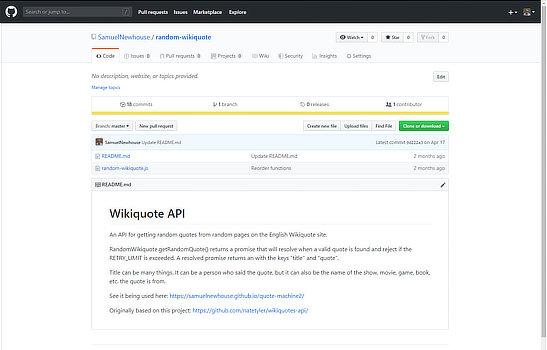 Search or jump to... /
Pull requests Issues Marketplace Explore
SamuelNewhouse / random-wikiquote
Watch 0 Star 0 Fork 0
Code Issues 0 Pull requests 0 Projects 0 Wiki Security Insights Settings
No description, website, or topics provided. Edit
Manage topics
18 commits 1 branch 0 releases 1 contributor
Branch: master New pull request Create new file Upload files Find File Clone or download
SamuelNewhouse Update README.md Latest commit on Apr 17
README.md Update README.md 2 months ago
random-wikiquote.js Reorder functions 2 months ago
README.md
Wikiquote API
An API for getting random quotes from random pages on the English Wikiquote site.
RandomWikiquote.getRandomQuote() returns a promise that will resolve when a valid quote is found and reject if the
RETRY_LIMIT is exceeded. A resolved promise returns an with the keys "title" and "quote".
Title can be many things. It can be a person who said the quote, but it can also be the name of the show, movie, game, book,
etc, the quote is from.
See it being used here: https://samuelnewhouse.github.io/quote-machine2/
Originally based on this project: https://github.com/natetyler/wikiquotes-api/